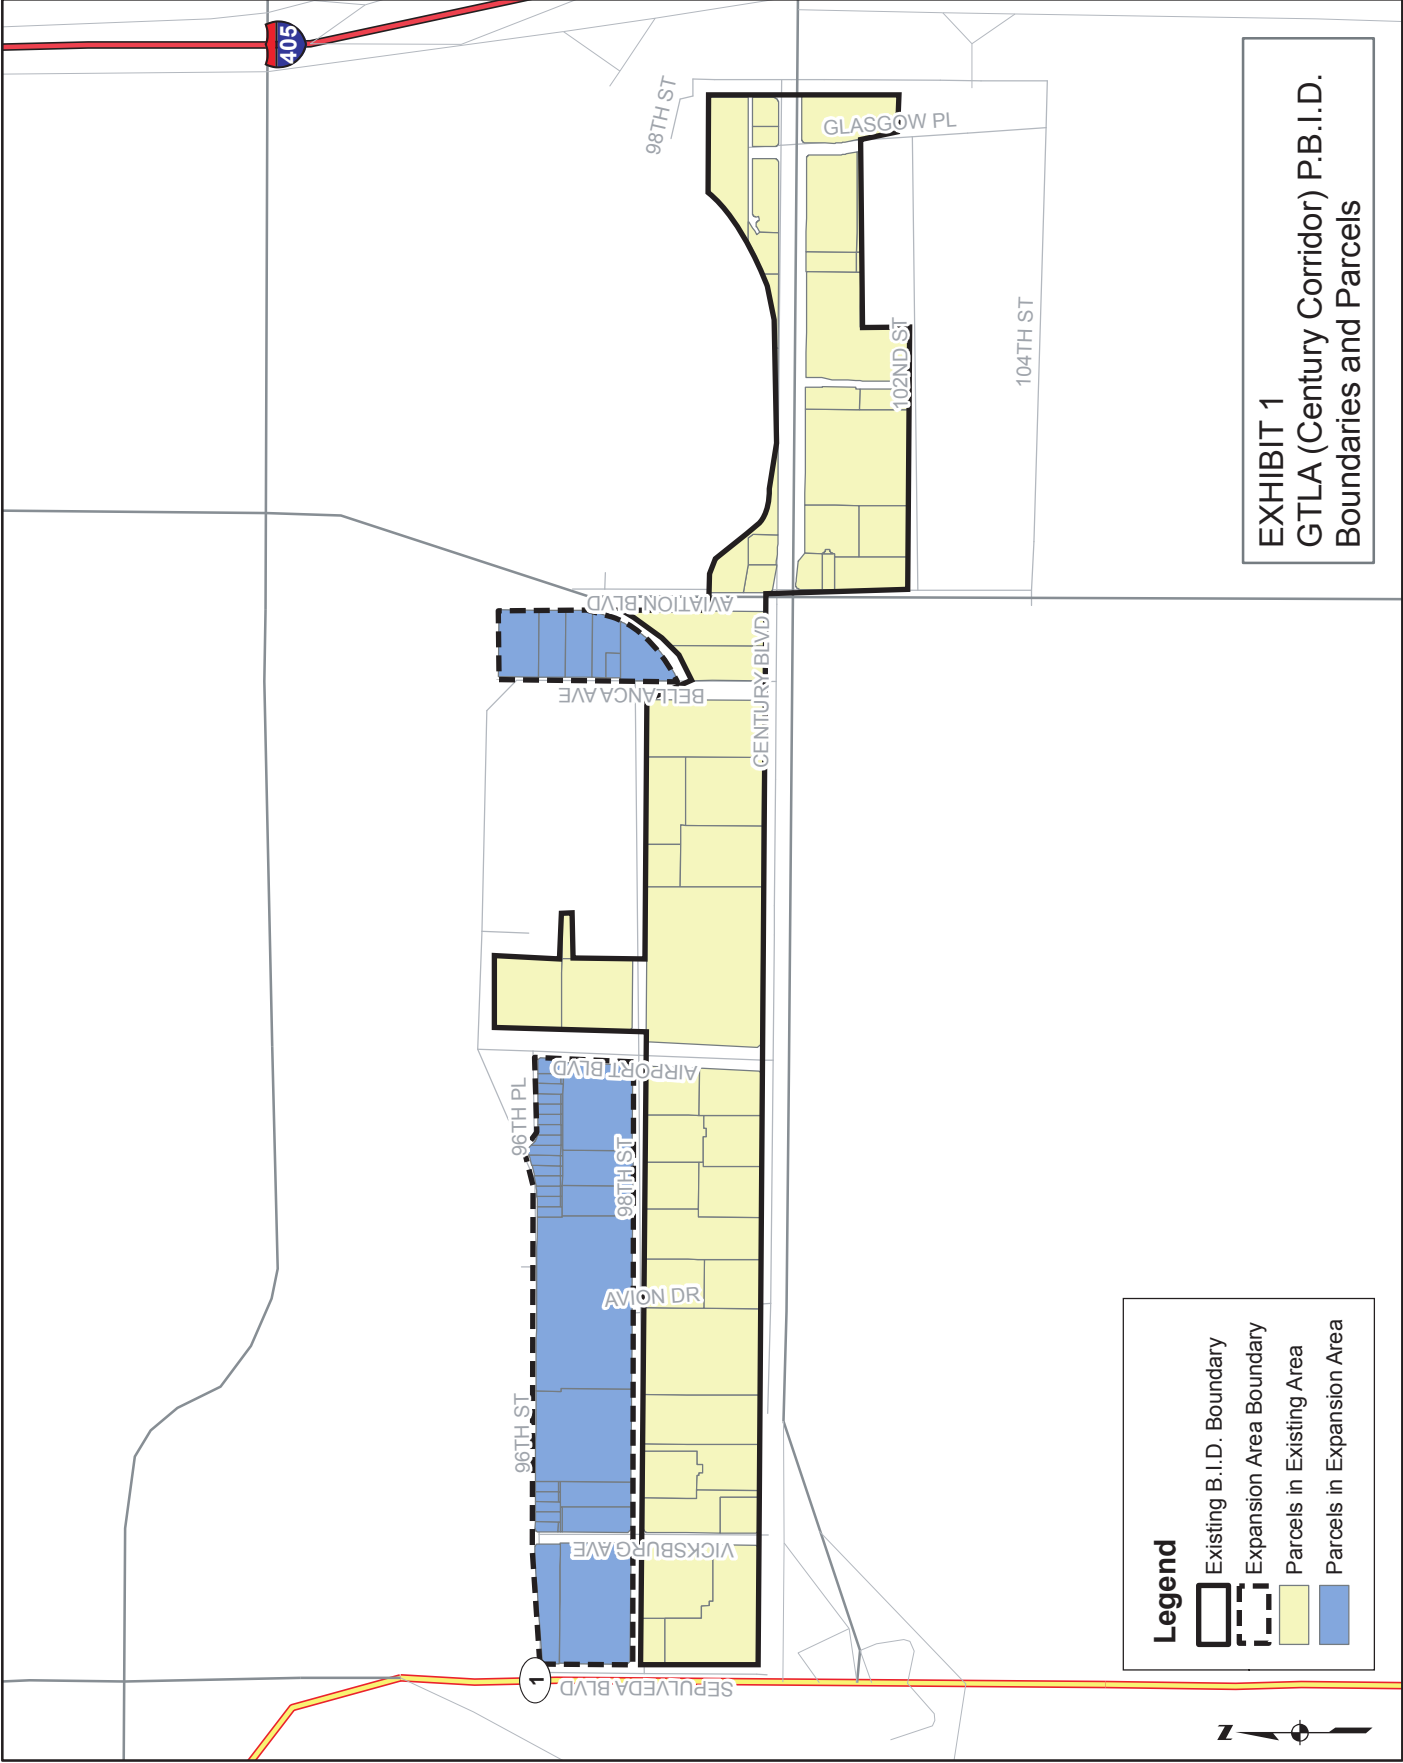 405
98TH ST
GLASGOW PL
102ND ST
104TH ST
AVIATION BLVD
BELLANCA AVE
CENTURY BLVD
96TH PL
AIRPORT BLVD
98TH ST
AVION DR
96TH ST
VICKSBURG AVE
SEPULVEDA BLVD
1
EXHIBIT 1
GTLA (Century Corridor) P.B.I.D.
Boundaries and Parcels
Legend
Existing B.I.D. Boundary
Expansion Area Boundary
Parcels in Existing Area
Parcels in Expansion Area
N